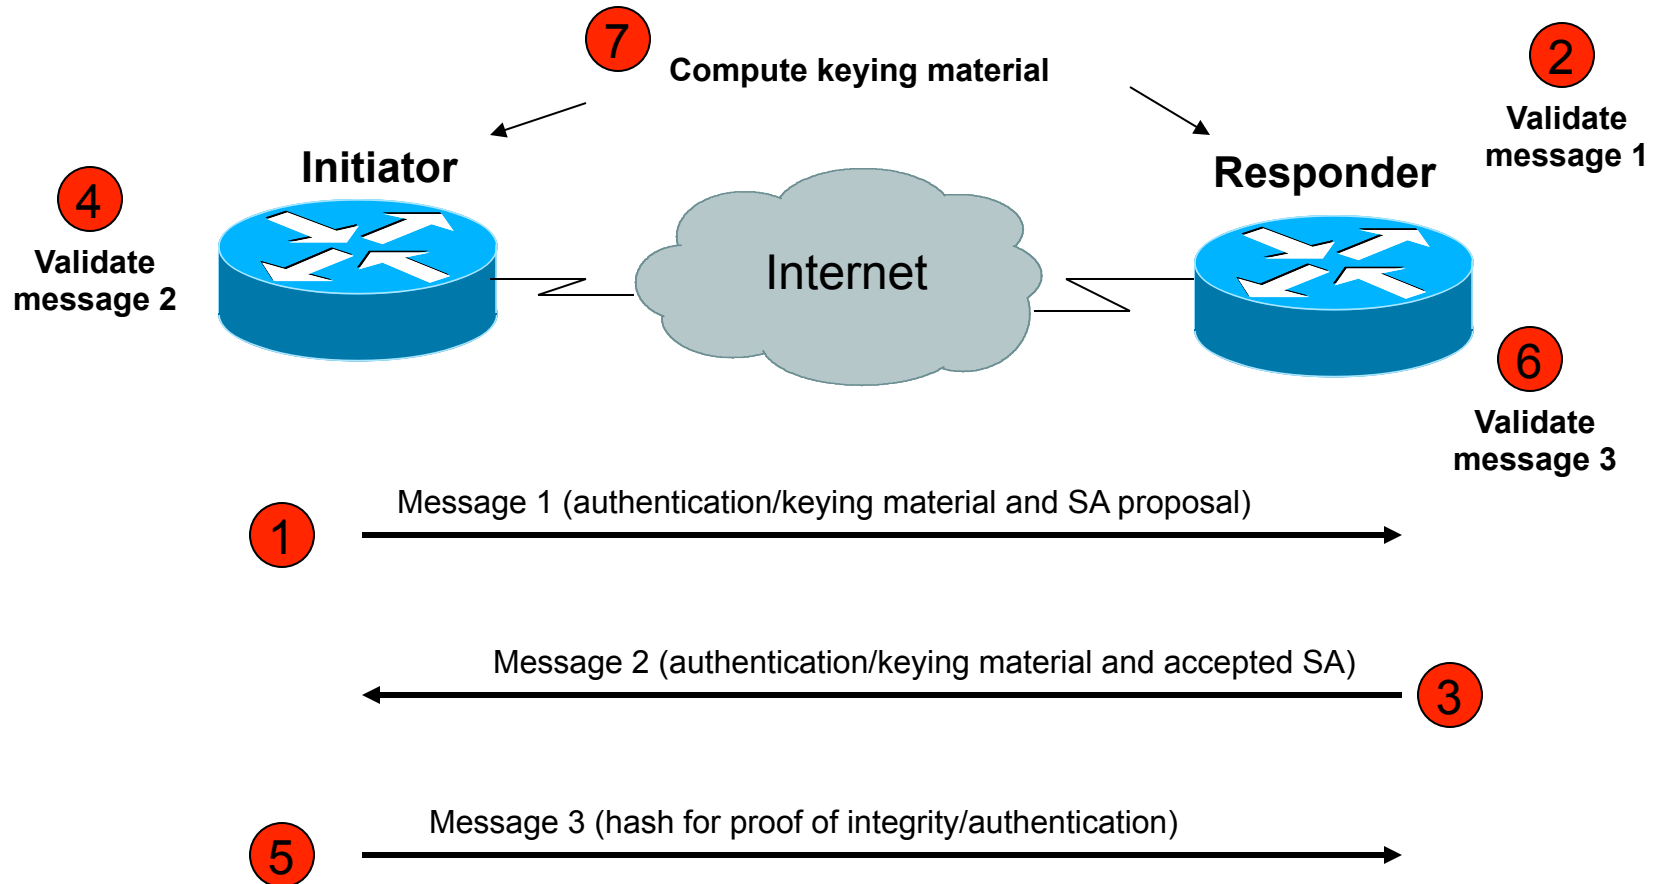 7
Compute keying material
2
Validate
message 1
Initiator
Responder
4
Validate
message 2
Internet
6
Validate
message 3
Message 1 (authentication/keying material and SA proposal)
1
Message 2 (authentication/keying material and accepted SA)
3
Message 3 (hash for proof of integrity/authentication)
5